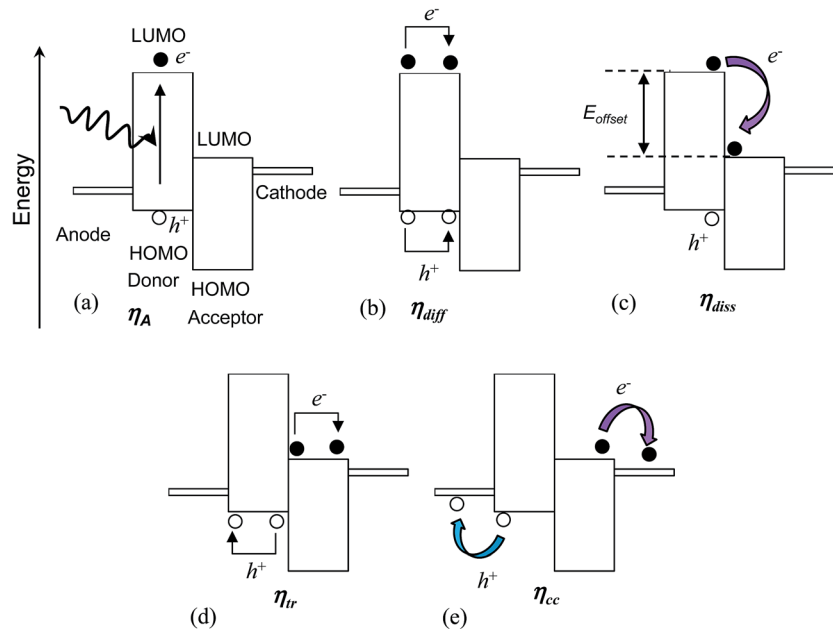 Energy
LUMO
e-
LUMO
Cathode
Anode
h+
HOMO
Donor
HOMO
Acceptor
(a)
ηA
e-
h+
(b)
ηdiff
e-
Eoffset
h+
(c)
ηdiss
e-
h+
(d)
ηtr
e-
h+
(e)
ηcc